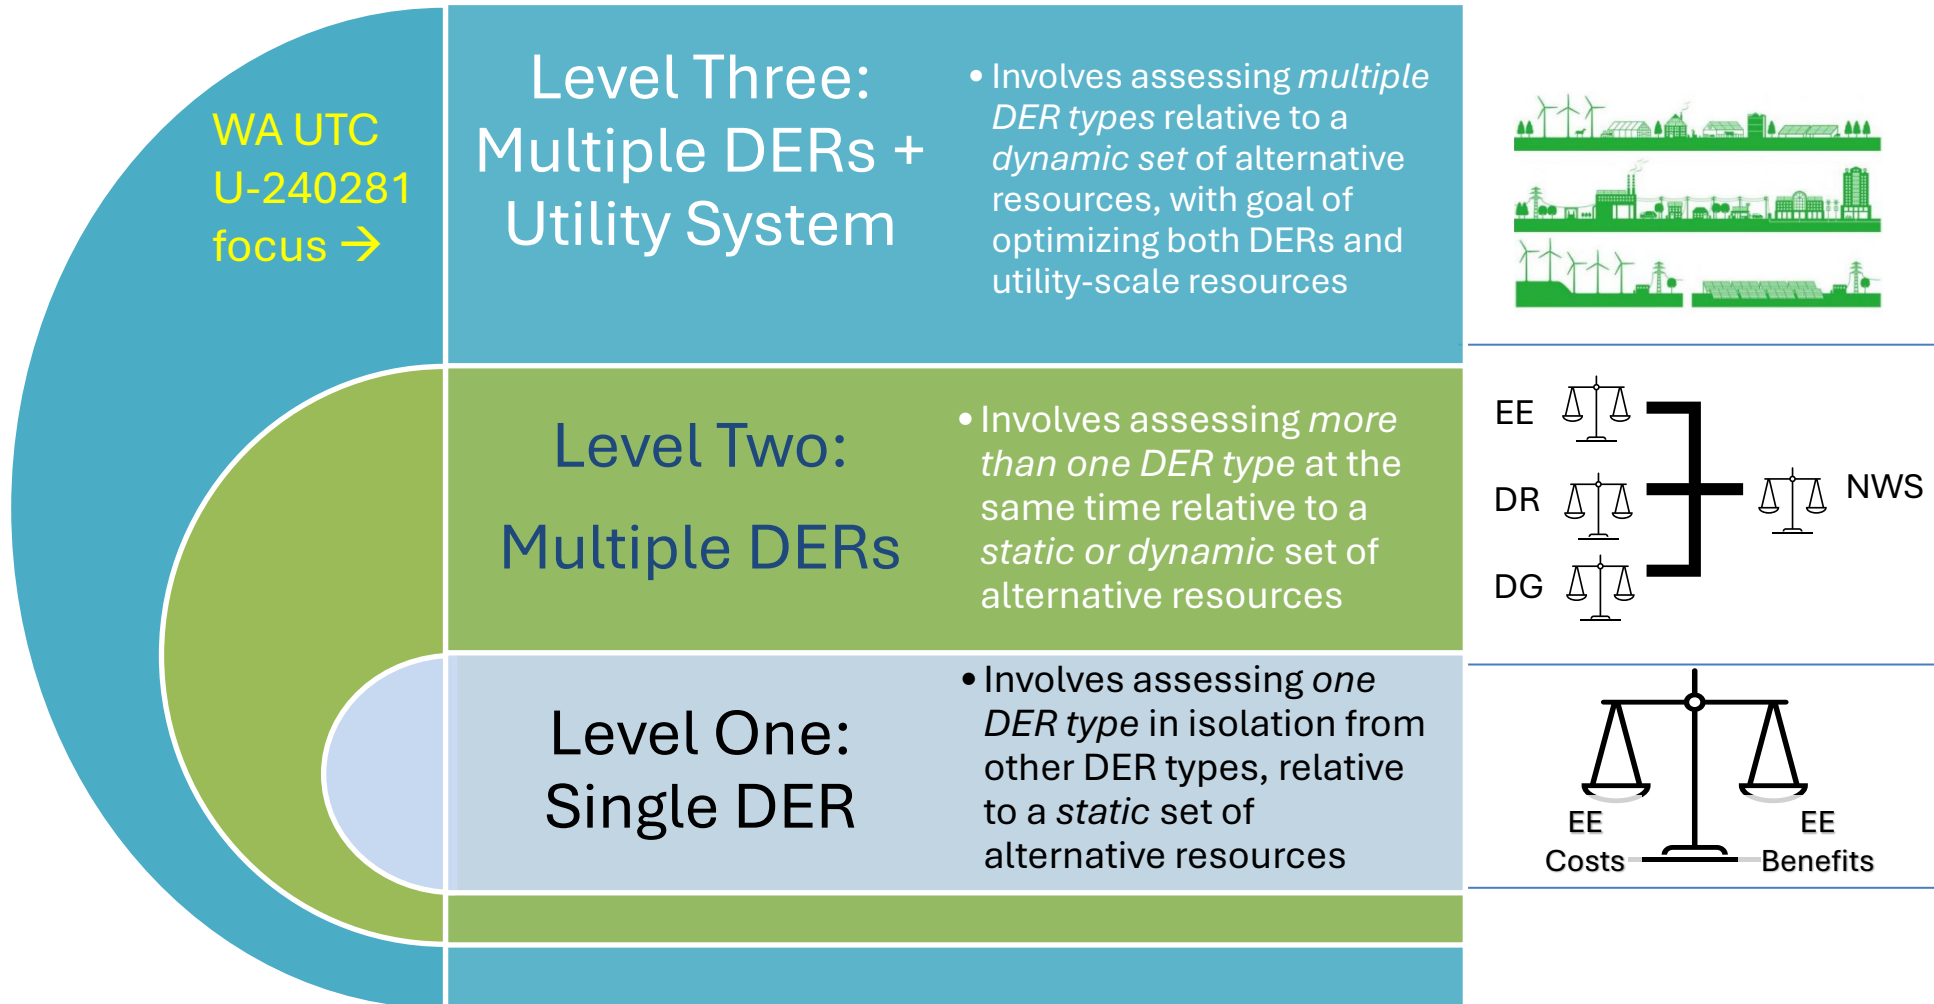 WA UTC
U-240281
focus →
Level Three:
Multiple DERs +
Utility System
• Involves assessing multiple
DER types relative to a
dynamic set of alternative
resources, with goal of
optimizing both DERs and
utility-scale resources
Level Two:
Multiple DERs
• Involves assessing more
than one DER type at the
same time relative to a
static or dynamic set of
alternative resources
EE
DR
DG
NWS
Level One:
Single DER
• Involves assessing one
DER type in isolation from
other DER types, relative
to a static set of
alternative resources
EE
Costs
EE
Benefits